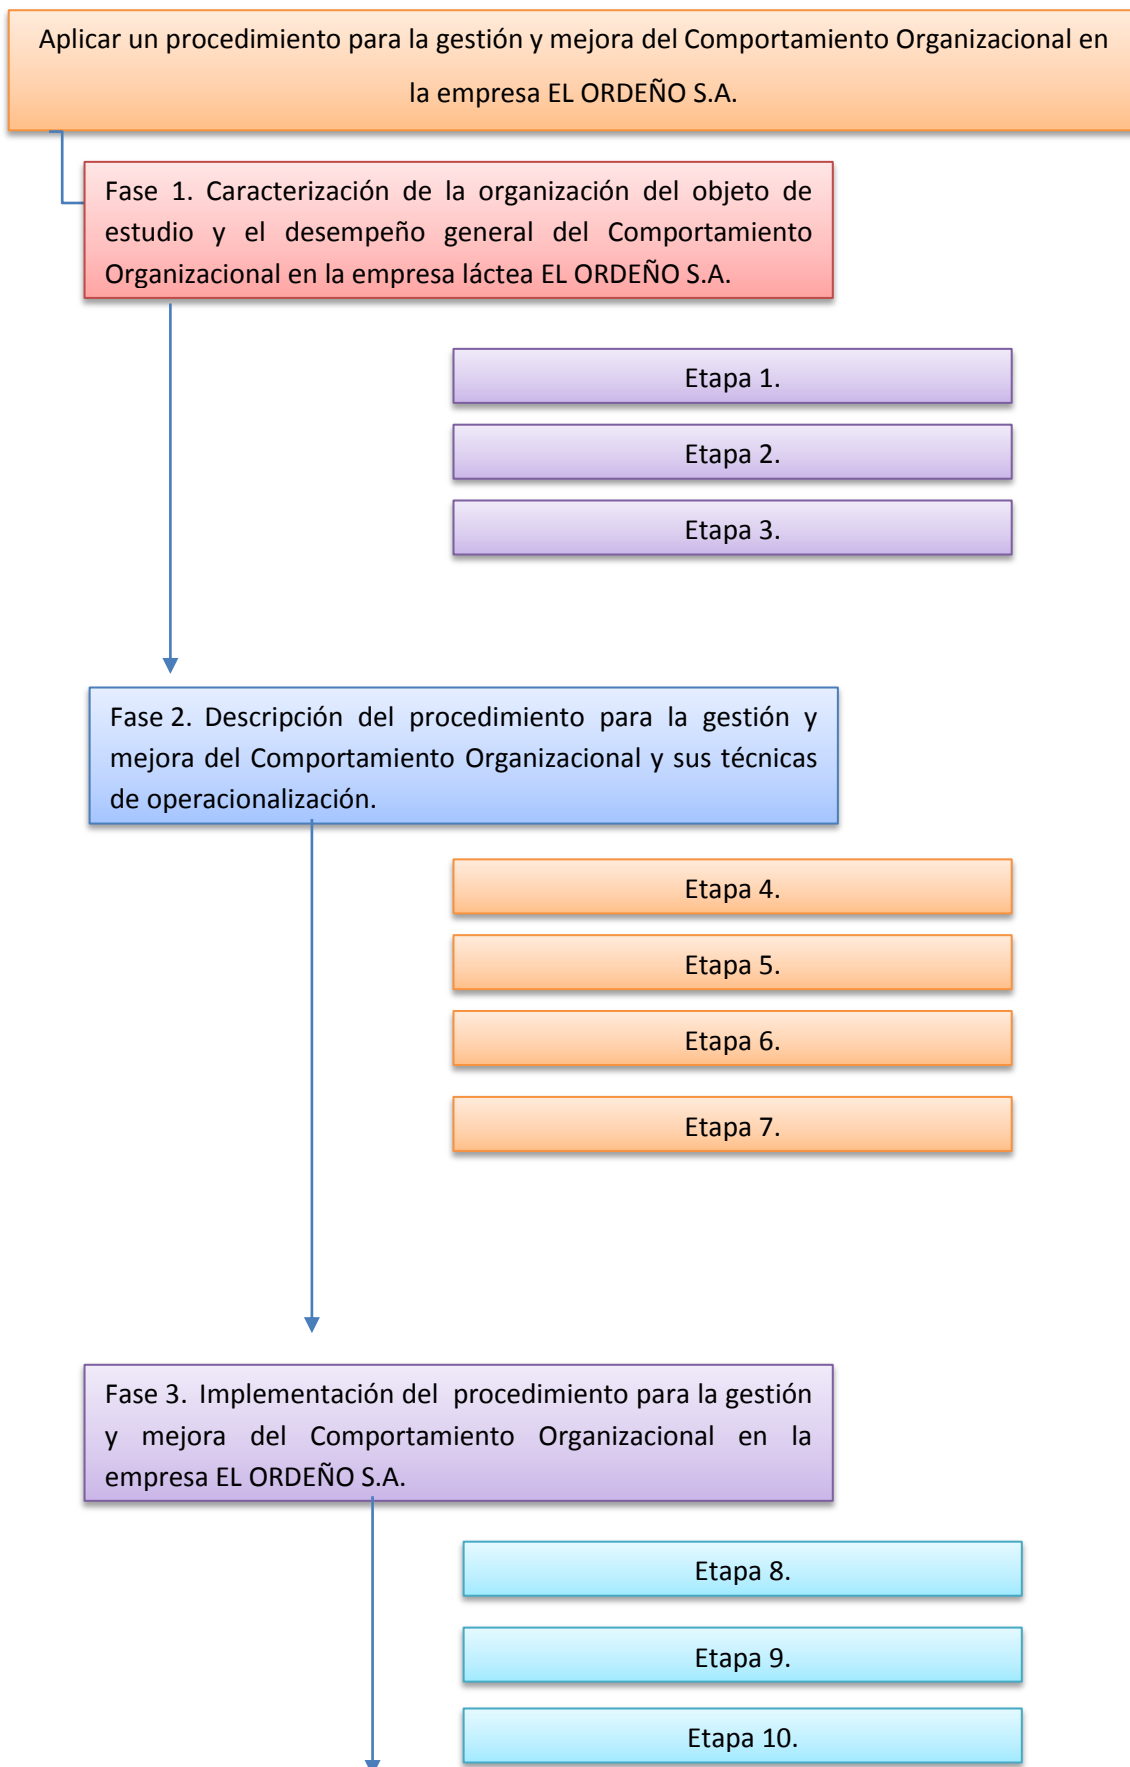 Aplicar un procedimiento para la gestión y mejora del Comportamiento Organizacional en
la empresa EL ORDEÑO S.A.
Fase 1. Caracterización de la organización del objeto de
estudio y el desempeño general del Comportamiento
Organizacional en la empresa láctea EL ORDEÑO S.A.
Etapa 1.
Etapa 2.
Etapa 3.
Fase 2. Descripción del procedimiento para la gestión y
mejora del Comportamiento Organizacional y sus técnicas
de operacionalización.
Etapa 4.
Etapa 5.
Etapa 6.
Etapa 7.
Fase 3. Implementación del procedimiento para la gestión
y mejora del Comportamiento Organizacional en la
empresa EL ORDEÑO S.A.
Etapa 8.
Etapa 9.
Etapa 10.